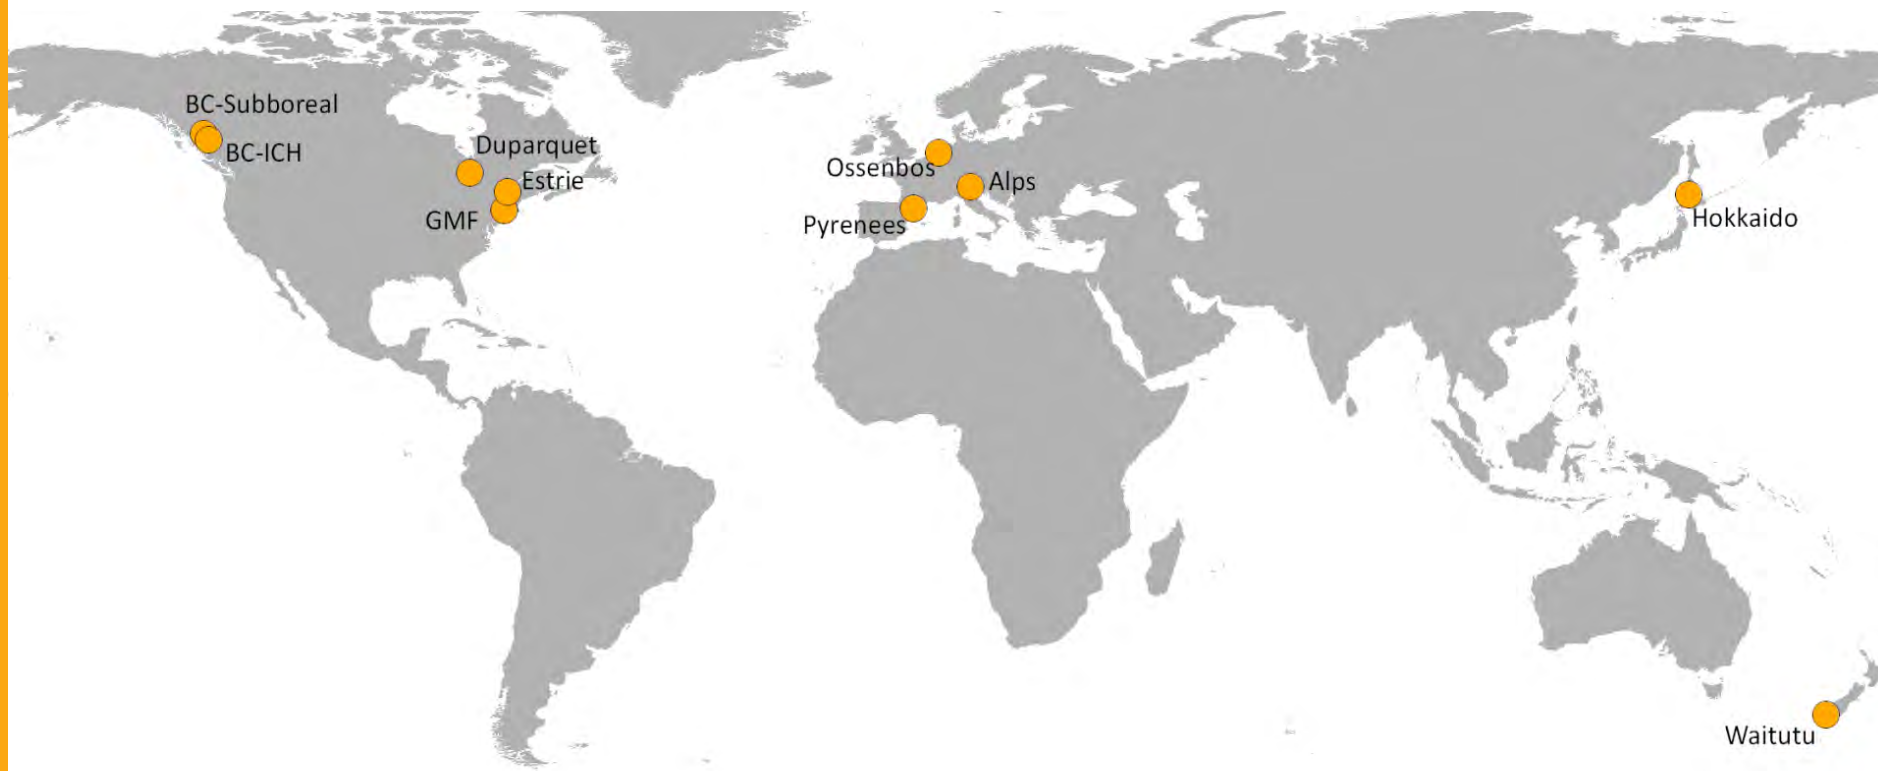 BC-Subboreal
BC-ICH
Duparquet
Estrie
GMF
Ossenbos
Alps
Pyrenees
Hokkaido
Waitutu